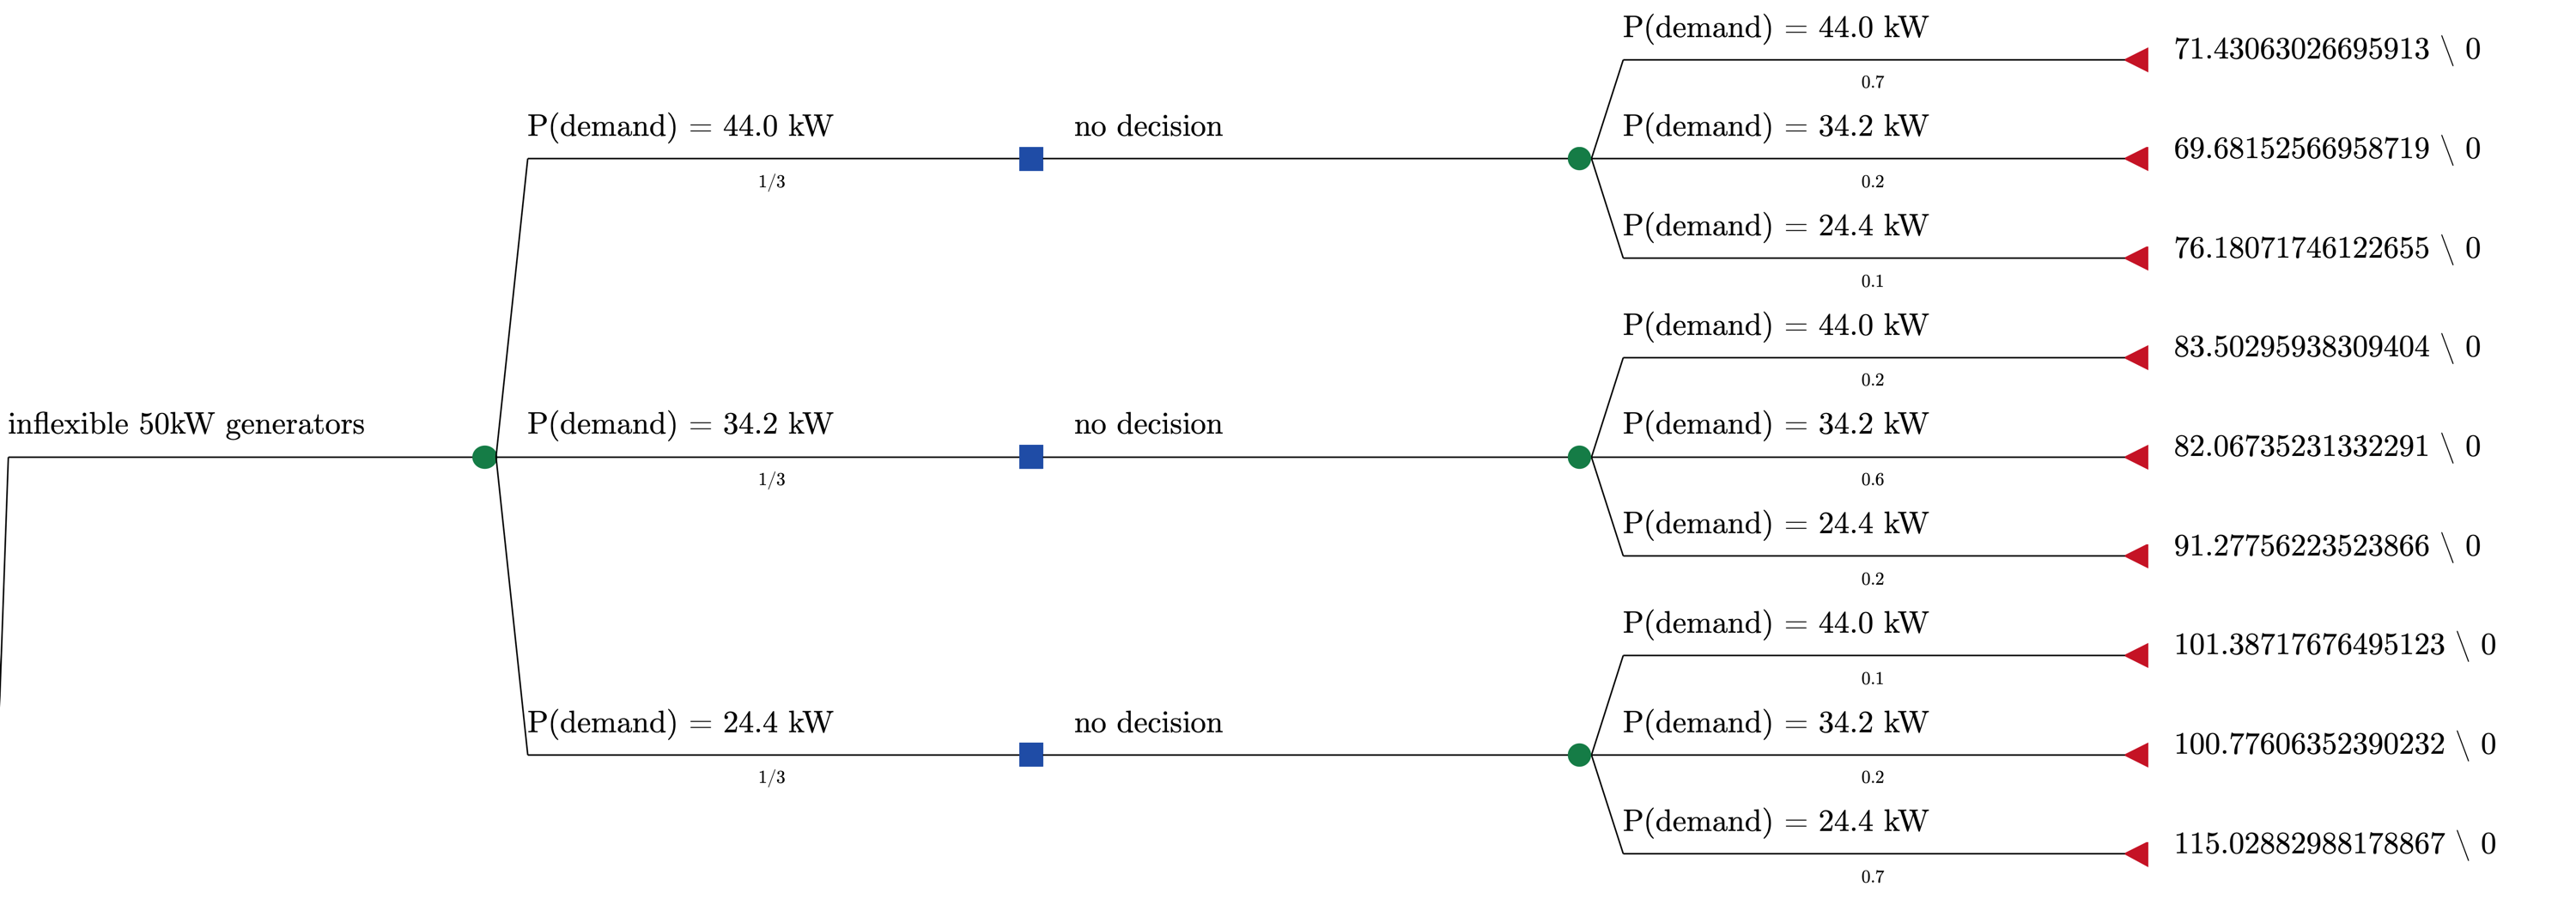 P(demand) = 44.0 kW
71.43063026695913 \ 0
0.7
P(demand) = 44.0 kW
no decision
P(demand) = 34.2 kW
69.68152566958719 \ 0
1/3
0.2
P(demand) = 24.4 kW
76.18071746122655 \ 0
0.1
P(demand) = 44.0 kW
83.50295938309404 \ 0
0.2
inflexible 50kW generators
P(demand) = 34.2 kW
no decision
P(demand) = 34.2 kW
82.06735231332291 \ 0
1/3
0.6
P(demand) = 24.4 kW
91.27756223523866 \ 0
0.2
P(demand) = 44.0 kW
101.38717676495123 \ 0
0.1
P(demand) = 24.4 kW
no decision
P(demand) = 34.2 kW
100.77606352390232 \ 0
1/3
0.2
P(demand) = 24.4 kW
115.02882988178867 \ 0
0.7